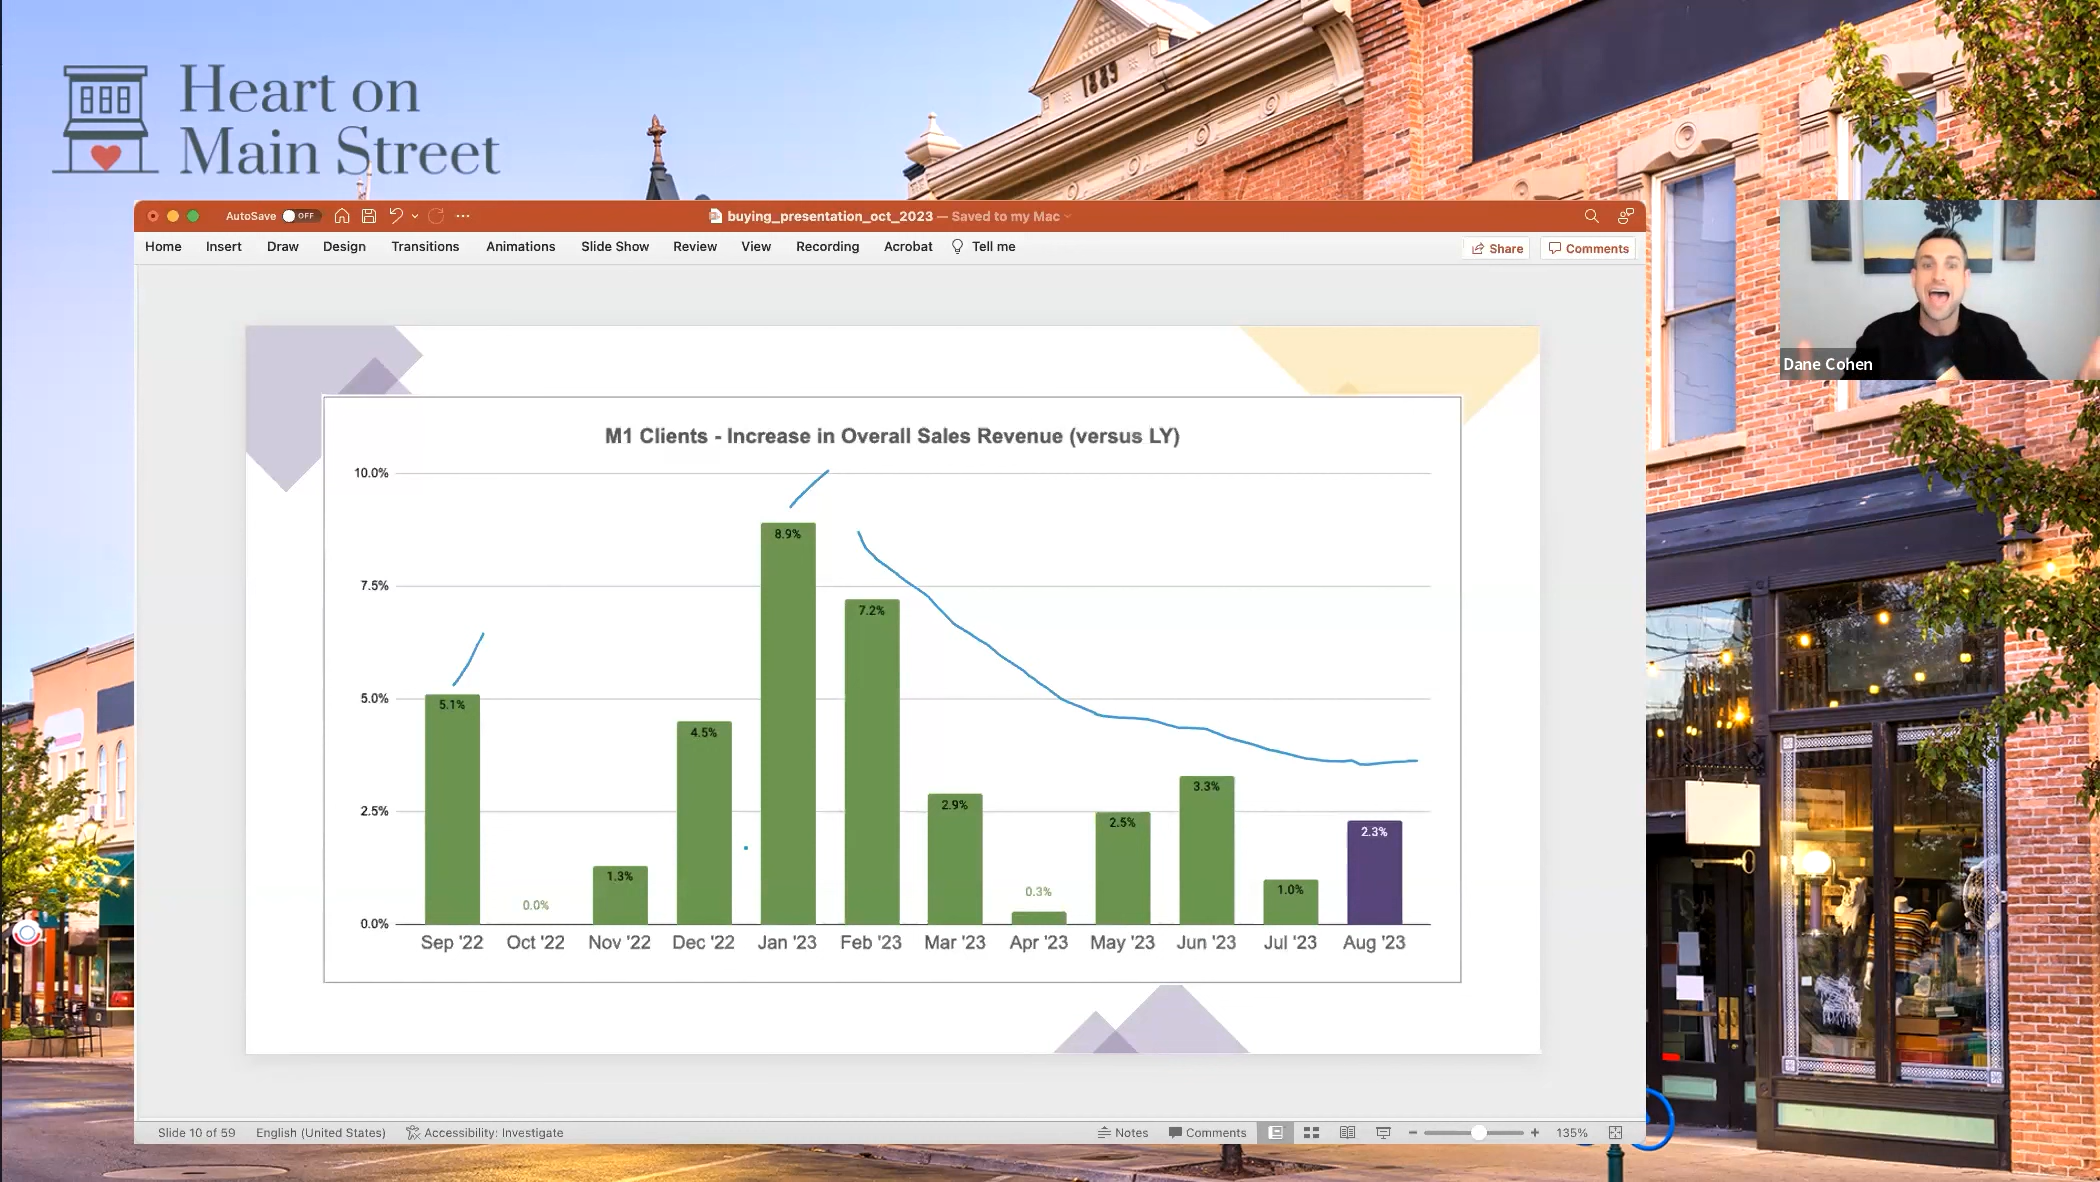 Heart on
Main Street
1889
AutoSave OFF
buying_presentation_oct_2023 — Saved to my Mac
Home Insert Draw Design Transitions Animations Slide Show Review View Recording Acrobat Tell me
Share Comments
Dane Cohen
M1 Clients - Increase in Overall Sales Revenue (versus LY)
10.0%
7.5%
5.0%
2.5%
0.0%
5.1%
0.0%
1.3%
4.5%
8.9%
7.2%
2.9%
0.3%
2.5%
3.3%
1.0%
2.3%
Sep '22 Oct '22 Nov '22 Dec '22 Jan '23 Feb '23 Mar '23 Apr '23 May '23 Jun '23 Jul '23 Aug '23
Slide 10 of 59 English (United States) Accessibility: Investigate Notes Comments 135%